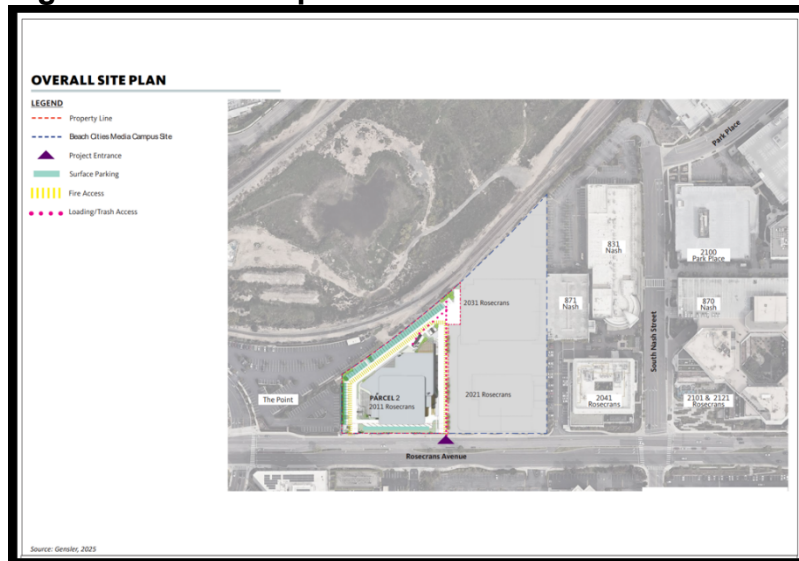 OVERALL SITE PLAN
LEGEND
Property Line
Beach Cities Media Campus Site
Project Entrance
Surface Parking
Fire Access
Loading/Trash Access
Park Place
831
Nash
2100
Park Place
2031 Rosecrans
871
Nash
870
Nash
South Nash Street
The Point
PARCEL 2
2011 Rosecrans
2021 Rosecrans
2041
Rosecrans
2101 & 2121
Rosecrans
Rosecrans Avenue
Source: Gensler, 2025